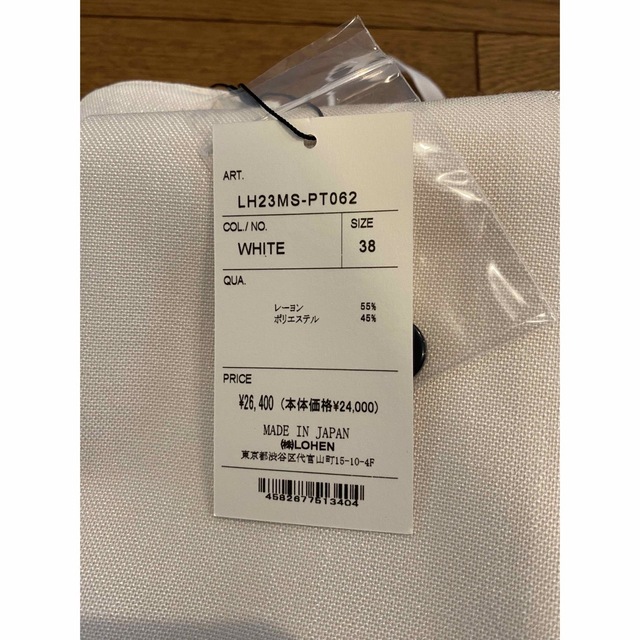 ART.
LH23MS-PT062
COL./NO. SIZE
WHITE 38
QUA.
レーヨン 55%
ポリエステル 45%
PRICE
¥26,400 (本体価格¥24,000)
MADE IN JAPAN
㈱LOHEN
東京都渋谷区代官山町15-10-4F
4582677513404